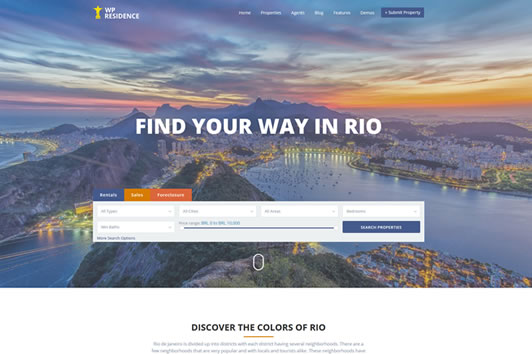 WP
RESIDENCE
Home Properties Agents Blog Features Demos + Submit Property
FIND YOUR WAY IN RIO
Rentals Sales Foreclosure
All Types All Cities All Areas Bedrooms
Min Baths Price range: BRL 0 to BRL 10,000 SEARCH PROPERTIES
More Search Options
DISCOVER THE COLORS OF RIO
Rio de Janeiro is divided up into districts with each district having several neighborhoods. There are a
few neighborhoods that are very popular and with locals and tourists alike. These neighborhoods have